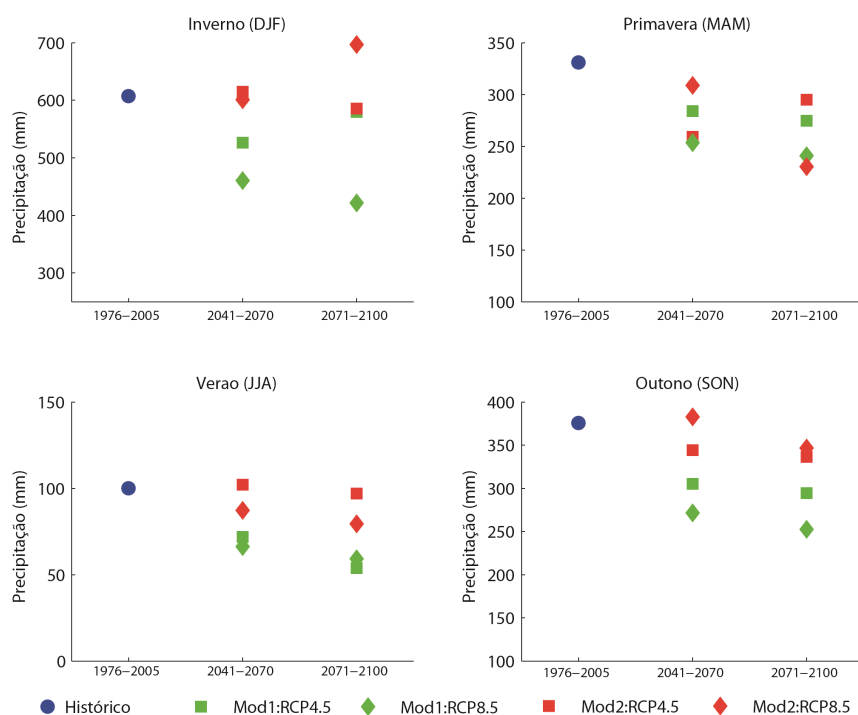 Inverno (DJF)
Precipitação (mm)
700
600
500
400
300
1976–2005
2041–2070
2071–2100
Primavera (MAM)
Precipitação (mm)
350
300
250
200
150
100
1976–2005
2041–2070
2071–2100
Verao (JJA)
Precipitação (mm)
150
100
50
0
1976–2005
2041–2070
2071–2100
Outono (SON)
Precipitação (mm)
400
350
300
250
350
100
1976–2005
2041–2070
2071–2100
Histórico
Mod1:RCP4.5
Mod1:RCP8.5
Mod2:RCP4.5
Mod2:RCP8.5